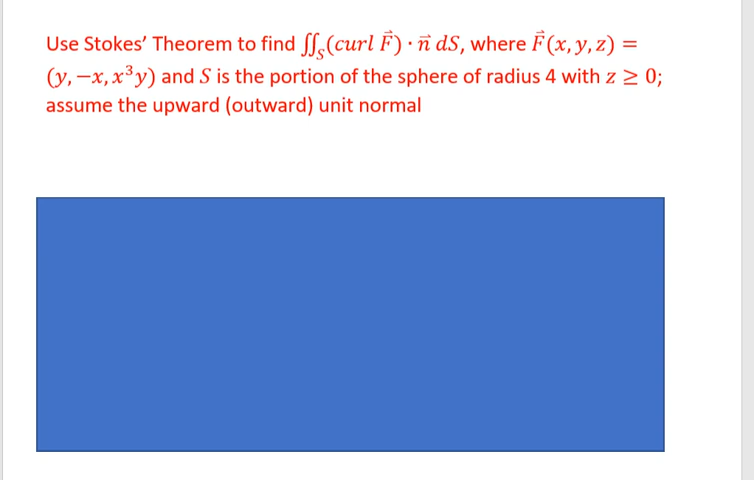 Use Stokes’ Theorem to find ∬ₛ(curl F⃗) · n⃗ dS, where F⃗(x, y, z) =
(y, −x, x³y) and S is the portion of the sphere of radius 4 with z ≥ 0;
assume the upward (outward) unit normal